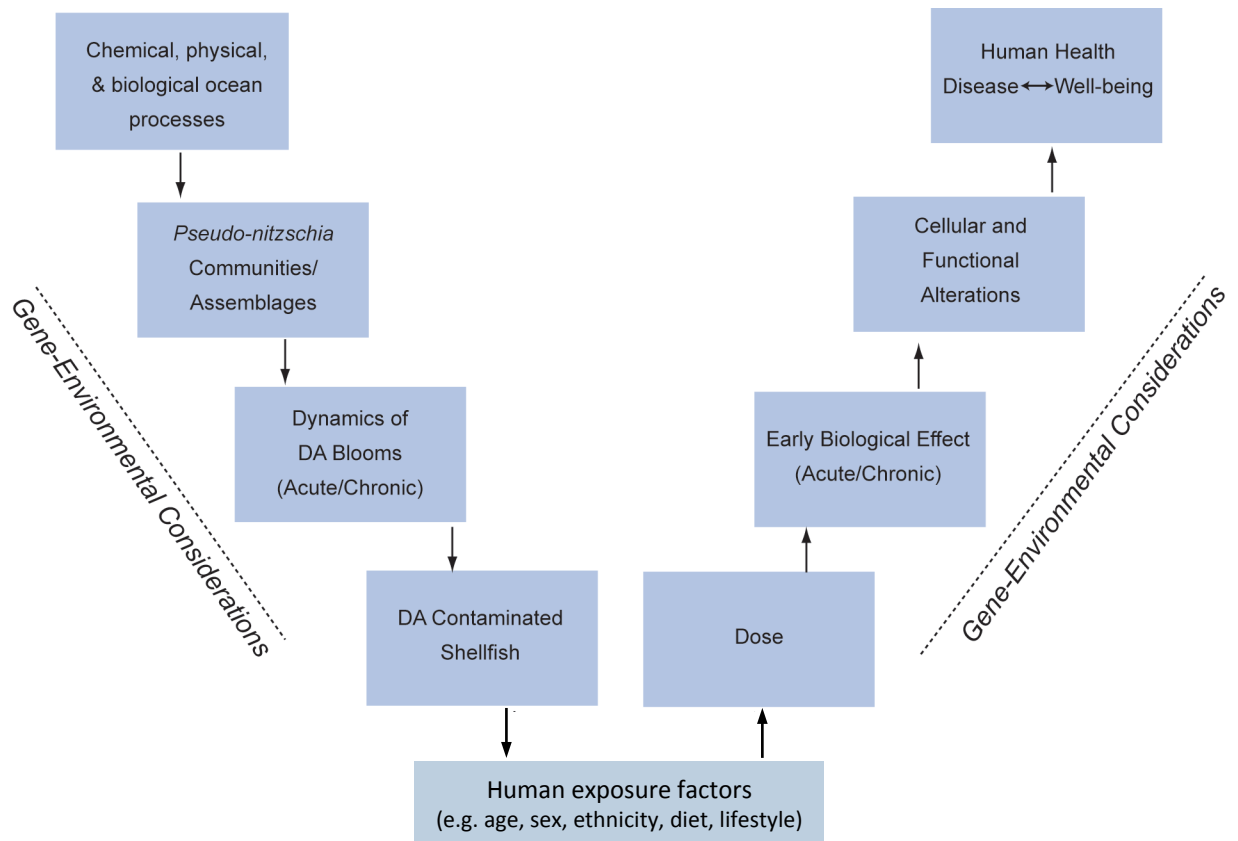 Chemical, physical,
& biological ocean
processes
Pseudo-nitzschia
Communities/
Assemblages
Dynamics of
DA Blooms
(Acute/Chronic)
DA Contaminated
Shellfish
Gene-Environmental Considerations
Human exposure factors
(e.g. age, sex, ethnicity, diet, lifestyle)
Dose
Early Biological Effect
(Acute/Chronic)
Cellular and
Functional
Alterations
Human Health
Disease↔Well-being
Gene-Environmental Considerations